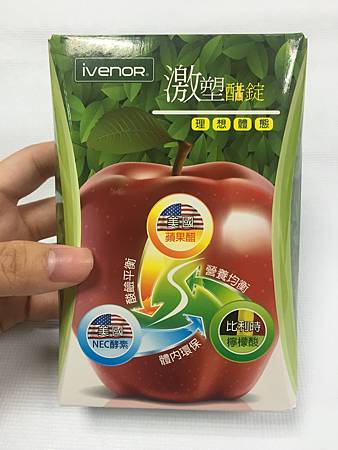 iVENOR®
激塑醋錠
理想體態
美國
蘋果醋
酸鹼平衡
營養均衡
美國
NEC酵素
比利時
檸檬酸
體內環保